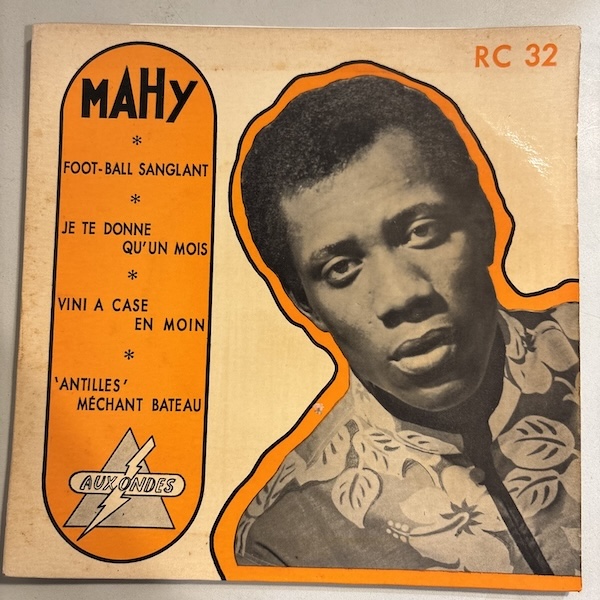 MAHY
*
FOOT-BALL SANGLANT
*
JE TE DONNE
QU'UN MOIS
*
VINI A CASE
EN MOIN
*
'ANTILLES'
MÉCHANT BATEAU
AUX ONDES
RC 32